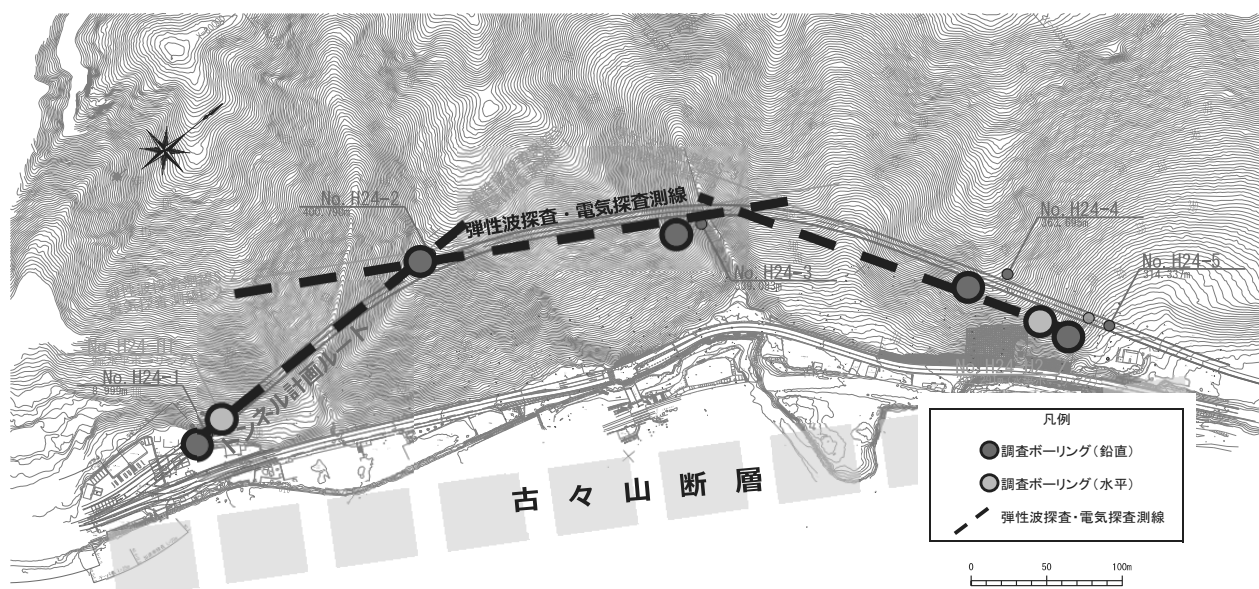 No. H24-2
弾性波探査・電気探査測線
No. H24-4
No. H24-3
No. H24-5
314.337m
No. H24-1
トンネル計画ルート
古々山断層
凡例
調査ボーリング(鉛直)
調査ボーリング(水平)
弾性波探査・電気探査測線
0 50 100m